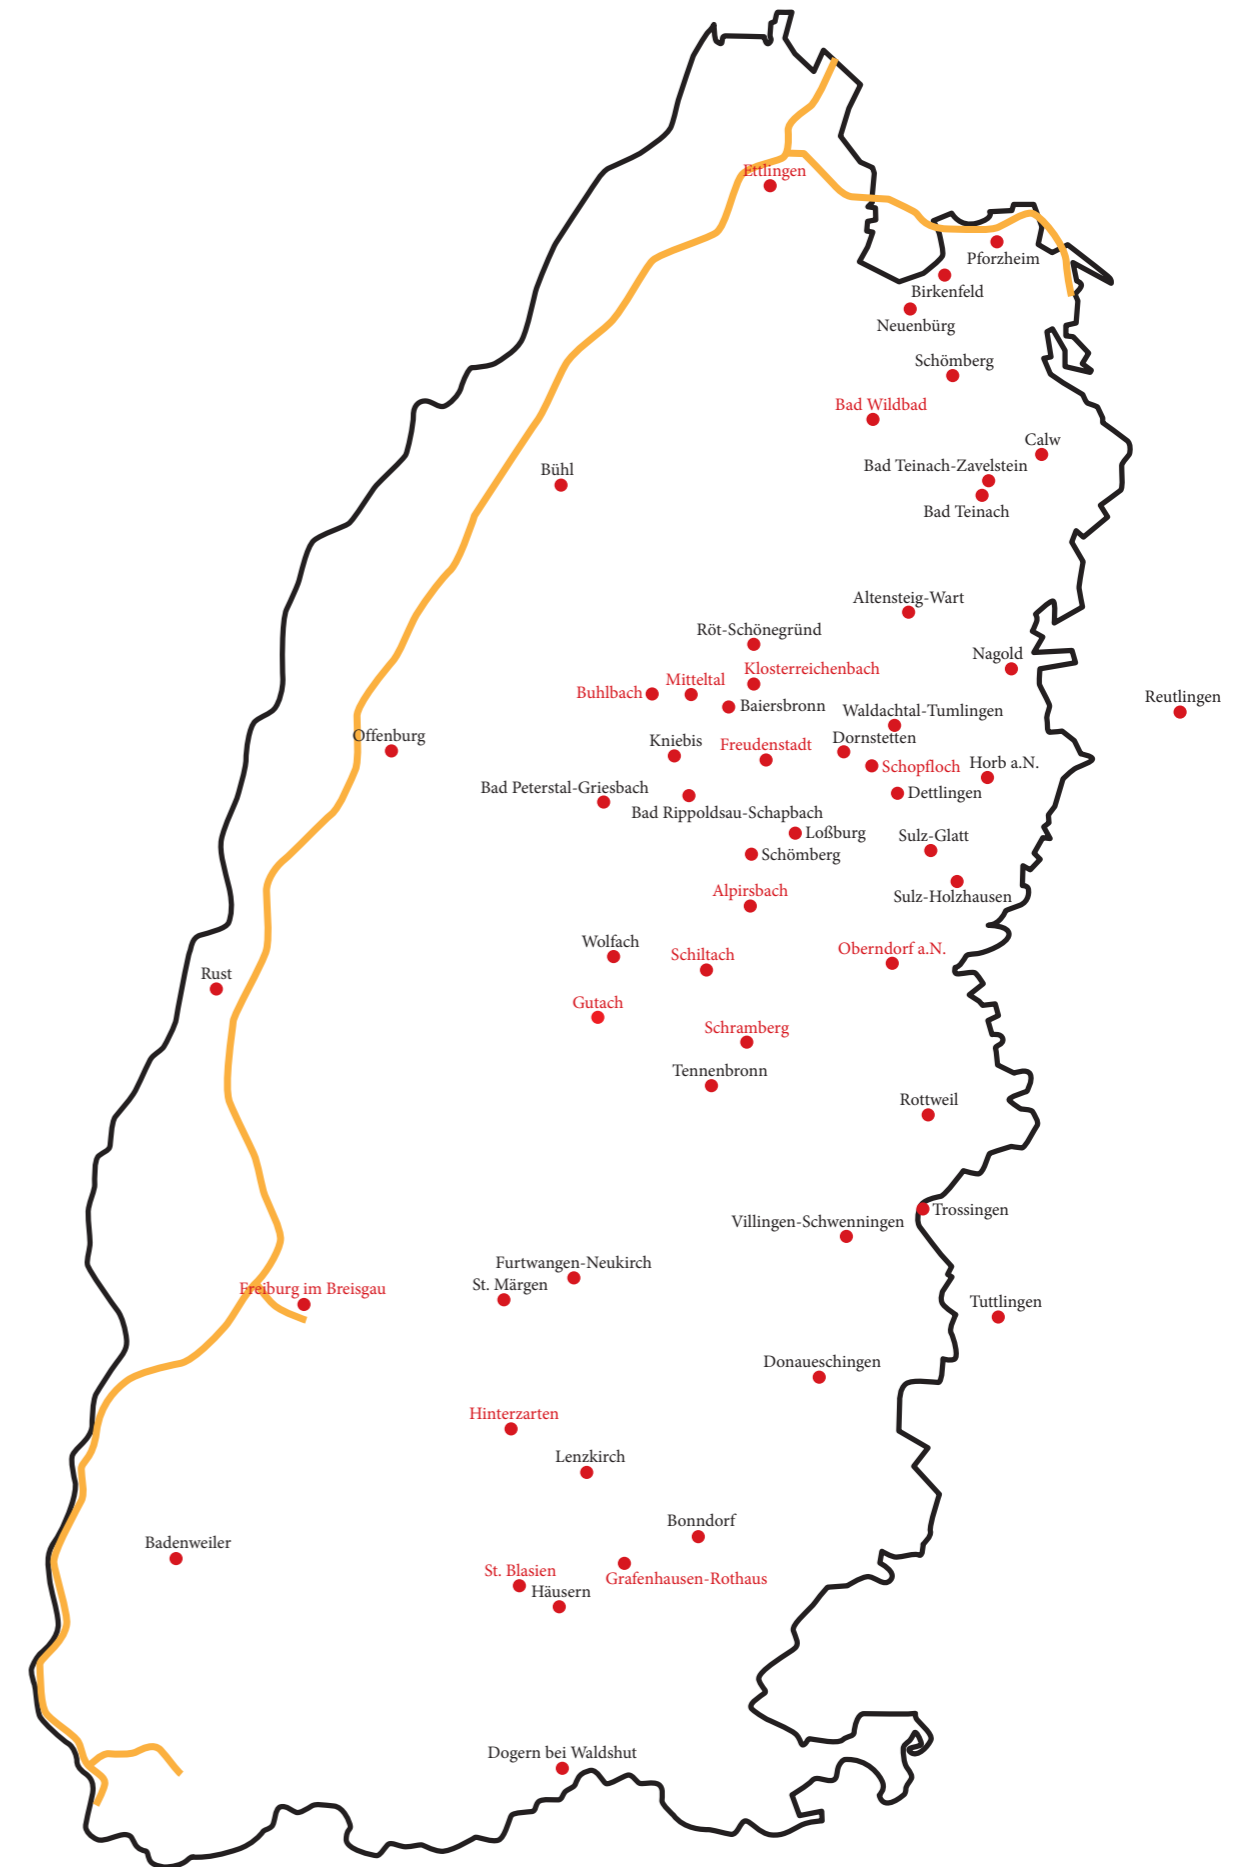 Ettlingen
Pforzheim
Birkenfeld
Neuenbürg
Schömberg
Bad Wildbad
Calw
Bad Teinach-Zavelstein
Bühl
Bad Teinach
Altensteig-Wart
Röt-Schönegründ
Nagold
Klosterreichenbach
Mitteltal
Buhlbach
Reutlingen
Baiersbronn
Waldachtal-Tumlingen
Offenburg
Dornstetten
Kniebis
Freudenstadt
Horb a.N.
Schopfloch
Bad Peterstal-Griesbach
Dettlingen
Bad Rippoldsau-Schapbach
Loßburg
Sulz-Glatt
Schömberg
Alpirsbach
Sulz-Holzhausen
Wolfach
Oberndorf a.N.
Schiltach
Rust
Gutach
Schramberg
Tennenbronn
Rottweil
Trossingen
Villingen-Schwenningen
Furtwangen-Neukirch
St. Märgen
Freiburg im Breisgau
Tuttlingen
Donaueschingen
Hinterzarten
Lenzkirch
Bonndorf
Badenweiler
St. Blasien
Grafenhausen-Rothaus
Häusern
Dogern bei Waldshut